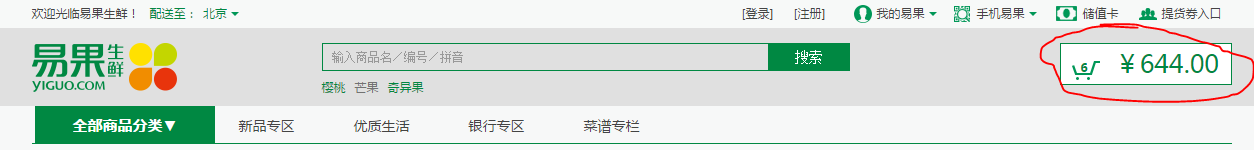 欢迎光临易果生鲜！ 配送至： 北京 [登录] [注册] 我的易果 手机易果 储值卡 提货券入口
易果生鲜
YIGUO.COM
输入商品名／编号／拼音 搜索
6 ￥644.00
樱桃 芒果 奇异果
全部商品分类▼ 新品专区 优质生活 银行专区 菜谱专栏